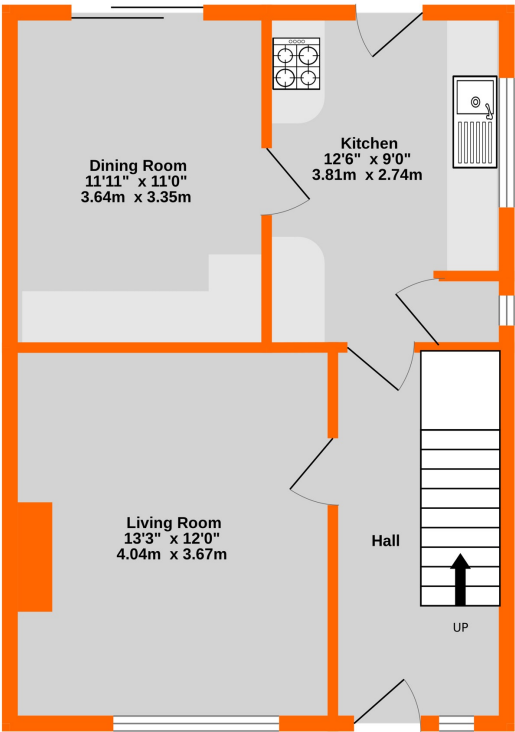 Dining Room
11'11" x 11'0"
3.64m x 3.35m
Kitchen
12'6" x 9'0"
3.81m x 2.74m
Living Room
13'3" x 12'0"
4.04m x 3.67m
Hall
UP